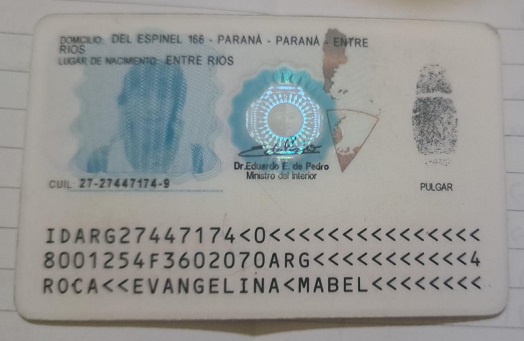 DOMICILIO: DEL ESPINEL 166 - PARANÁ - PARANÁ - ENTRE
RIOS
LUGAR DE NACIMIENTO: ENTRE RIOS
Dr. Eduardo E. de Pedro
Ministro del Interior
CUIL: 27-27447174-9
PULGAR
IDARG27447174<0<<<<<<<<<<<<<<<
8001254F3602070ARG<<<<<<<<<<<4
ROCA<<EVANGELINA<MABEL<<<<<<<<